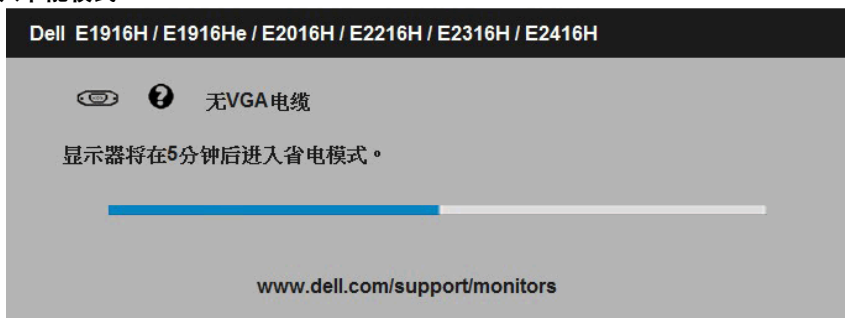 Dell E1916H / E1916He / E2016H / E2216H / E2316H / E2416H
无VGA电缆
显示器将在5分钟后进入省电模式。
www.dell.com/support/monitors